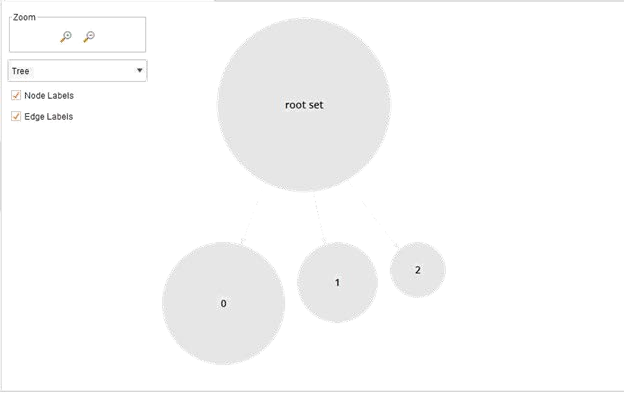 Zoom
Tree
Node Labels
Edge Labels
root set
0
1
2